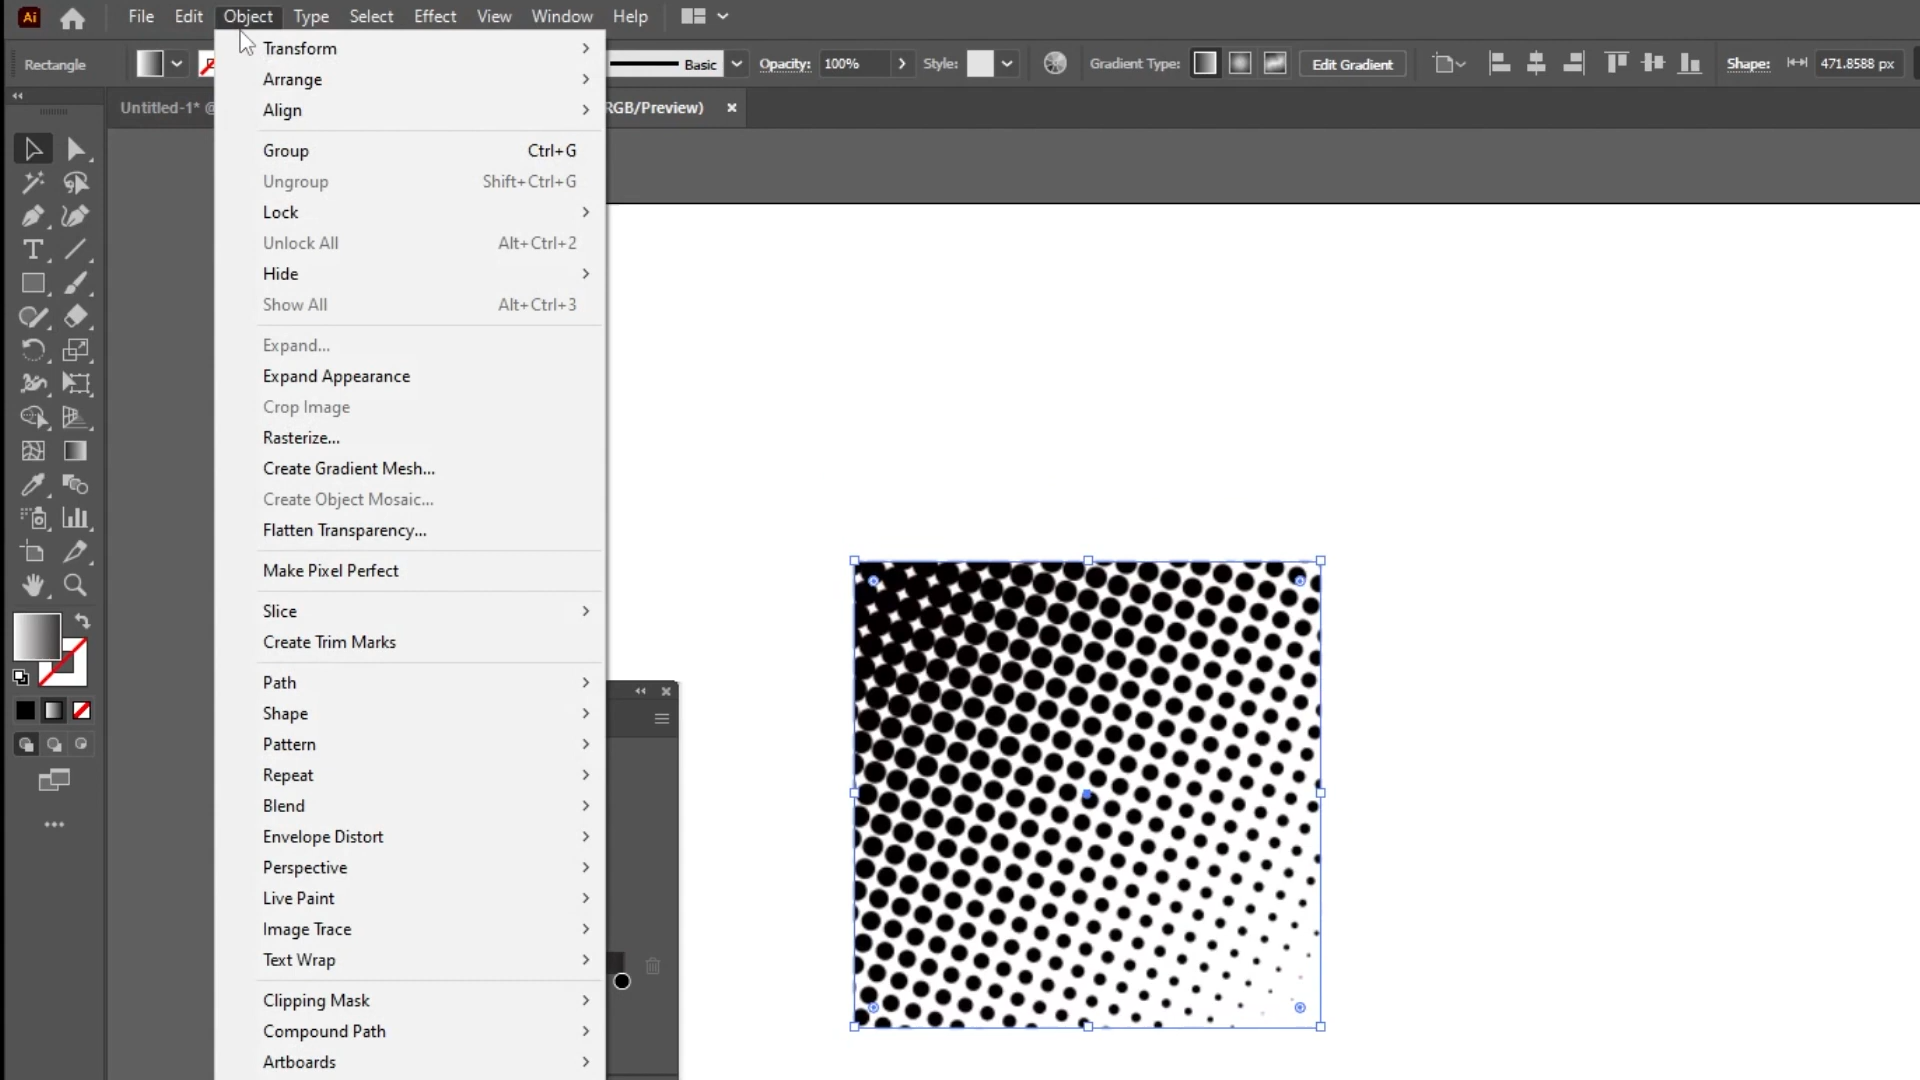 Ai File Edit Object Type Select Effect View Window Help
Rectangle Basic Opacity: 100% Style: Gradient Type: Edit Gradient Shape: 471.8588 px
Untitled-1* @ RGB/Preview) ×
Transform
Arrange
Align
Group Ctrl+G
Ungroup Shift+Ctrl+G
Lock
Unlock All Alt+Ctrl+2
Hide
Show All Alt+Ctrl+3
Expand...
Expand Appearance
Crop Image
Rasterize...
Create Gradient Mesh...
Create Object Mosaic...
Flatten Transparency...
Make Pixel Perfect
Slice
Create Trim Marks
Path
Shape
Pattern
Repeat
Blend
Envelope Distort
Perspective
Live Paint
Image Trace
Text Wrap
Clipping Mask
Compound Path
Artboards